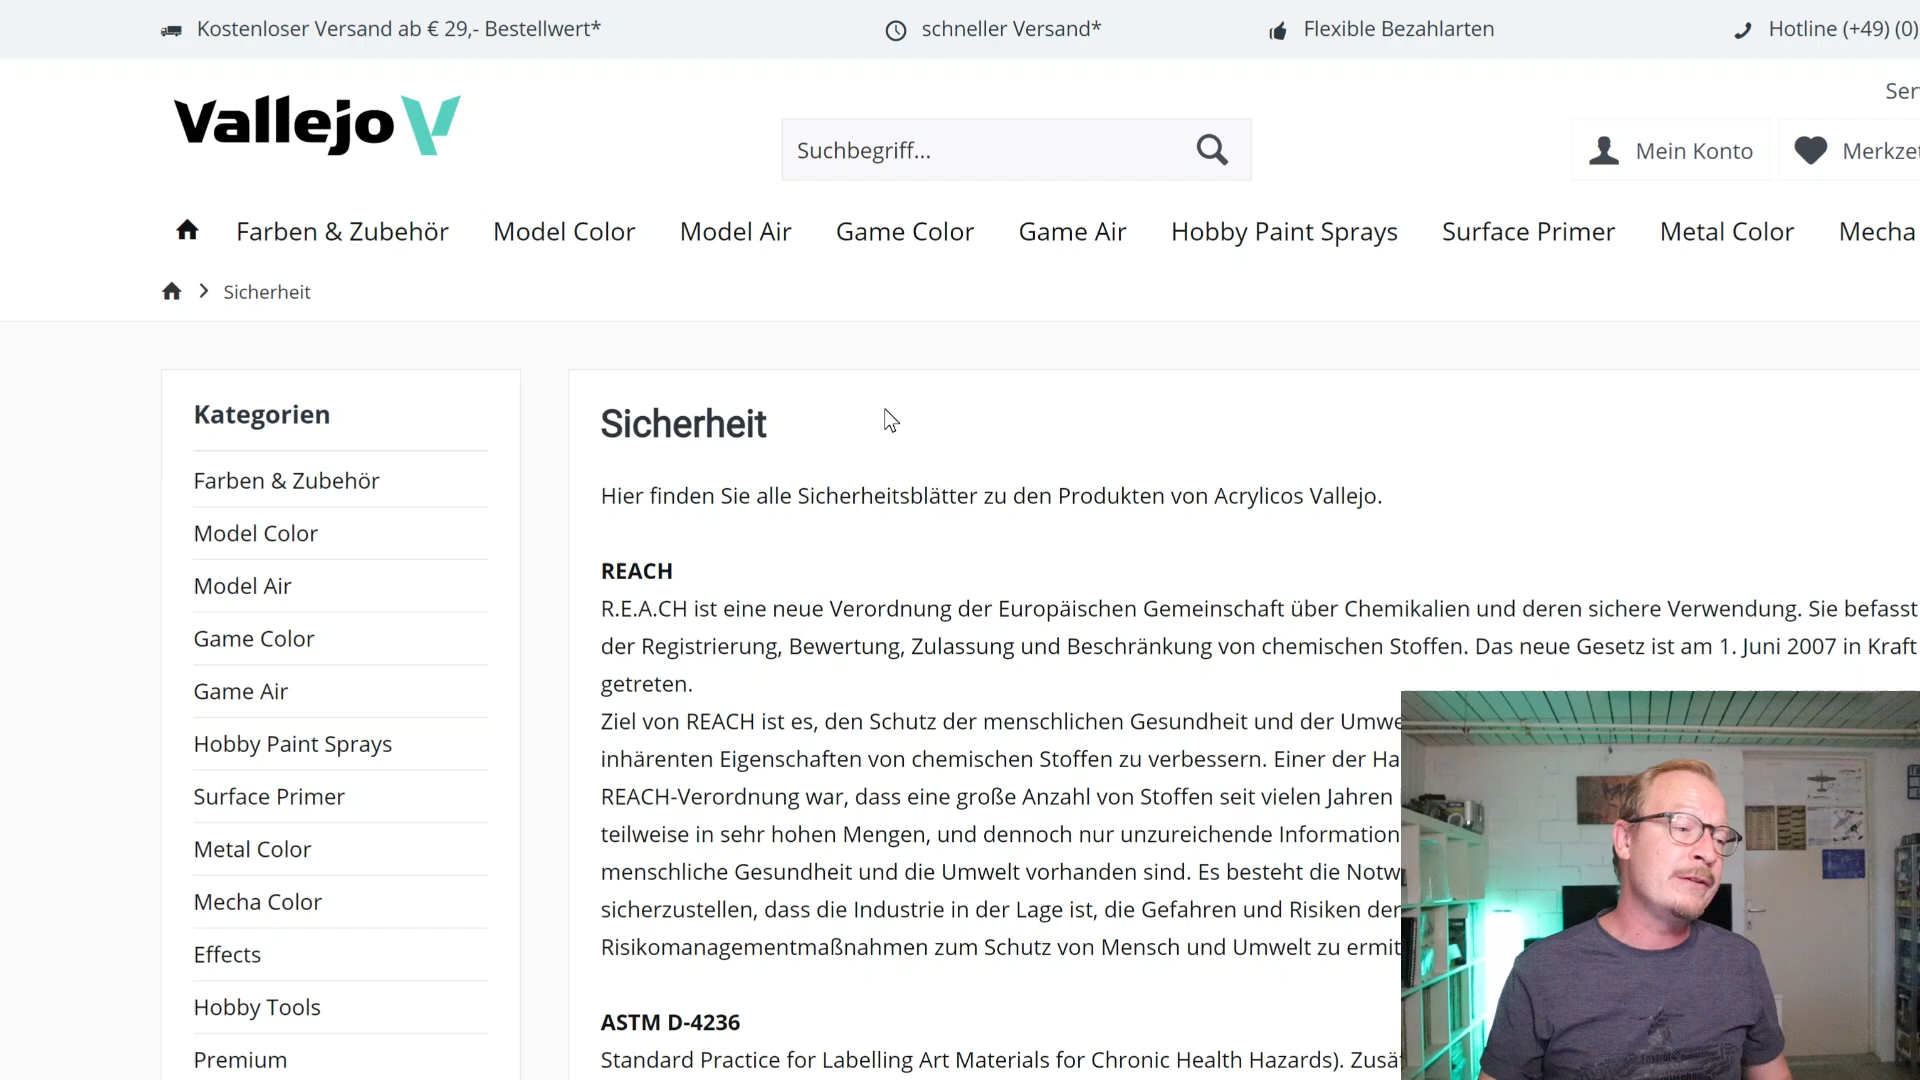 Kostenloser Versand ab € 29,- Bestellwert*
schneller Versand*
Flexible Bezahlarten
Hotline (+49) (0)
Vallejo
Suchbegriff...
Mein Konto
Farben & Zubehör
Model Color
Model Air
Game Color
Game Air
Hobby Paint Sprays
Surface Primer
Metal Color
Mecha
Sicherheit
Kategorien
Farben & Zubehör
Model Color
Model Air
Game Color
Game Air
Hobby Paint Sprays
Surface Primer
Metal Color
Mecha Color
Effects
Hobby Tools
Premium
Sicherheit
Hier finden Sie alle Sicherheitsblätter zu den Produkten von Acrylicos Vallejo.
REACH
R.E.A.CH ist eine neue Verordnung der Europäischen Gemeinschaft über Chemikalien und deren sichere Verwendung. Sie befasst
der Registrierung, Bewertung, Zulassung und Beschränkung von chemischen Stoffen. Das neue Gesetz ist am 1. Juni 2007 in Kraft
getreten.
Ziel von REACH ist es, den Schutz der menschlichen Gesundheit und der Umwe
inhärenten Eigenschaften von chemischen Stoffen zu verbessern. Einer der Ha
REACH-Verordnung war, dass eine große Anzahl von Stoffen seit vielen Jahren
teilweise in sehr hohen Mengen, und dennoch nur unzureichende Information
menschliche Gesundheit und die Umwelt vorhanden sind. Es besteht die Notw
sicherzustellen, dass die Industrie in der Lage ist, die Gefahren und Risiken der
Risikomanagementmaßnahmen zum Schutz von Mensch und Umwelt zu ermit
ASTM D-4236
Standard Practice for Labelling Art Materials for Chronic Health Hazards). Zusä